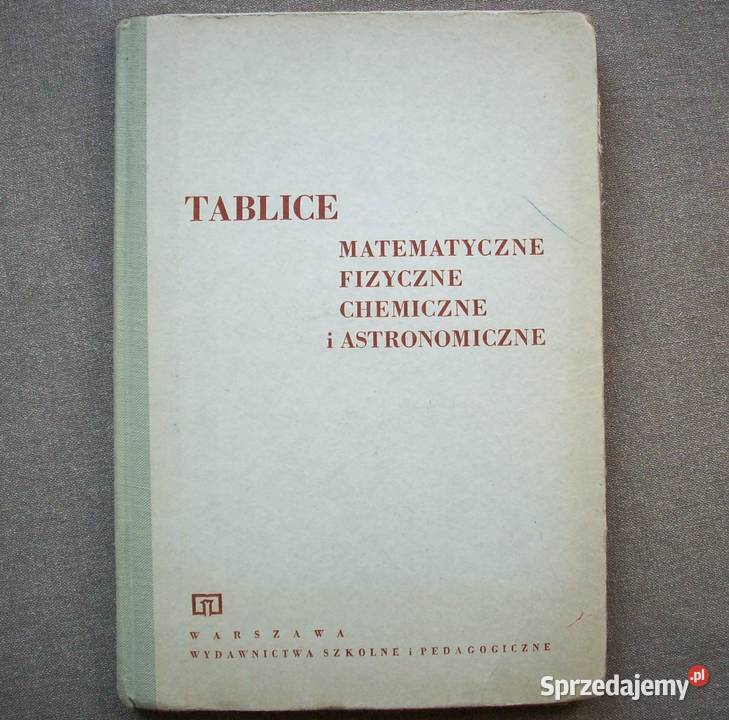 TABLICE
MATEMATYCZNE
FIZYCZNE
CHEMICZNE
i ASTRONOMICZNE
WARSZAWA
WYDAWNICTWA SZKOLNE i PEDAGOGICZNE
Sprzedajemy.pl